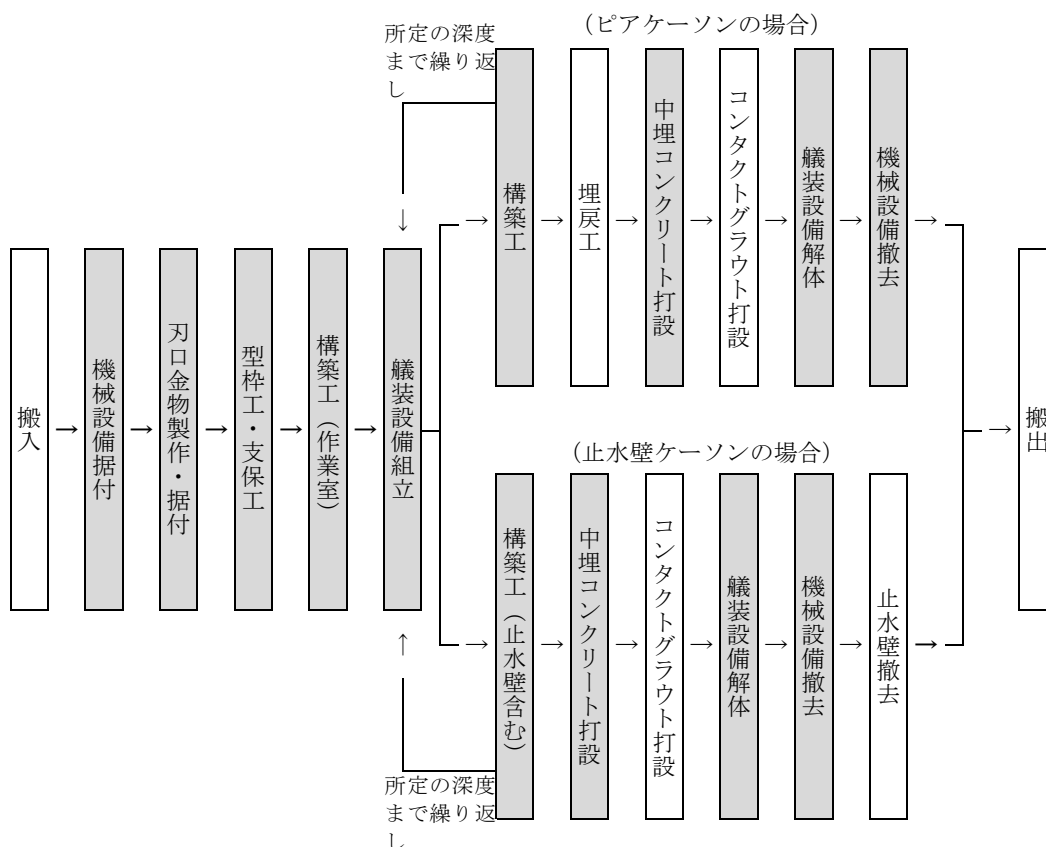 所定の深度
まで繰り返
し
(ピアケーソンの場合)
↓
搬入
→
機械設備据付
→
刃口金物製作・据付
→
型枠工・支保工
→
構築工(作業室)
→
艤装設備組立
→
構築工
→
埋戻工
→
中埋コンクリート打設
→
コンタクトグラウト打設
→
艤装設備解体
→
機械設備撤去
→
(止水壁ケーソンの場合)
→
構築工(止水壁含む)
→
中埋コンクリート打設
→
コンタクトグラウト打設
→
艤装設備解体
→
機械設備撤去
→
止水壁撤去
→
→
搬出
↑
所定の深度
まで繰り返
し